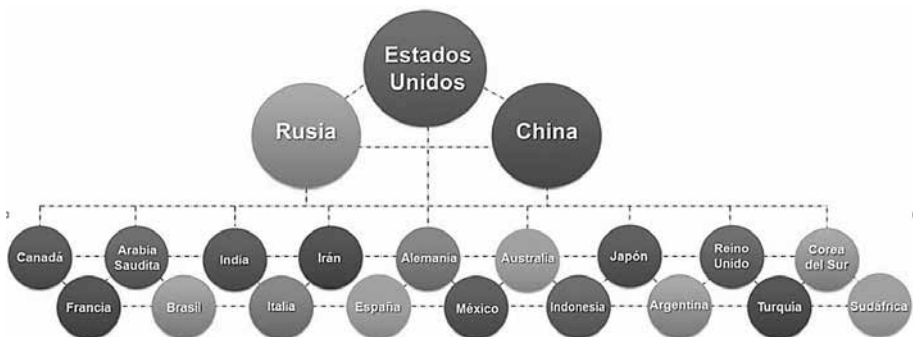 Estados
Unidos
Rusia
China
Canadá
Arabia
Saudita
India
Irán
Alemania
Australia
Japón
Reino
Unido
Corea
del Sur
Francia
Brasil
Italia
España
México
Indonesia
Argentina
Turquía
Sudáfrica